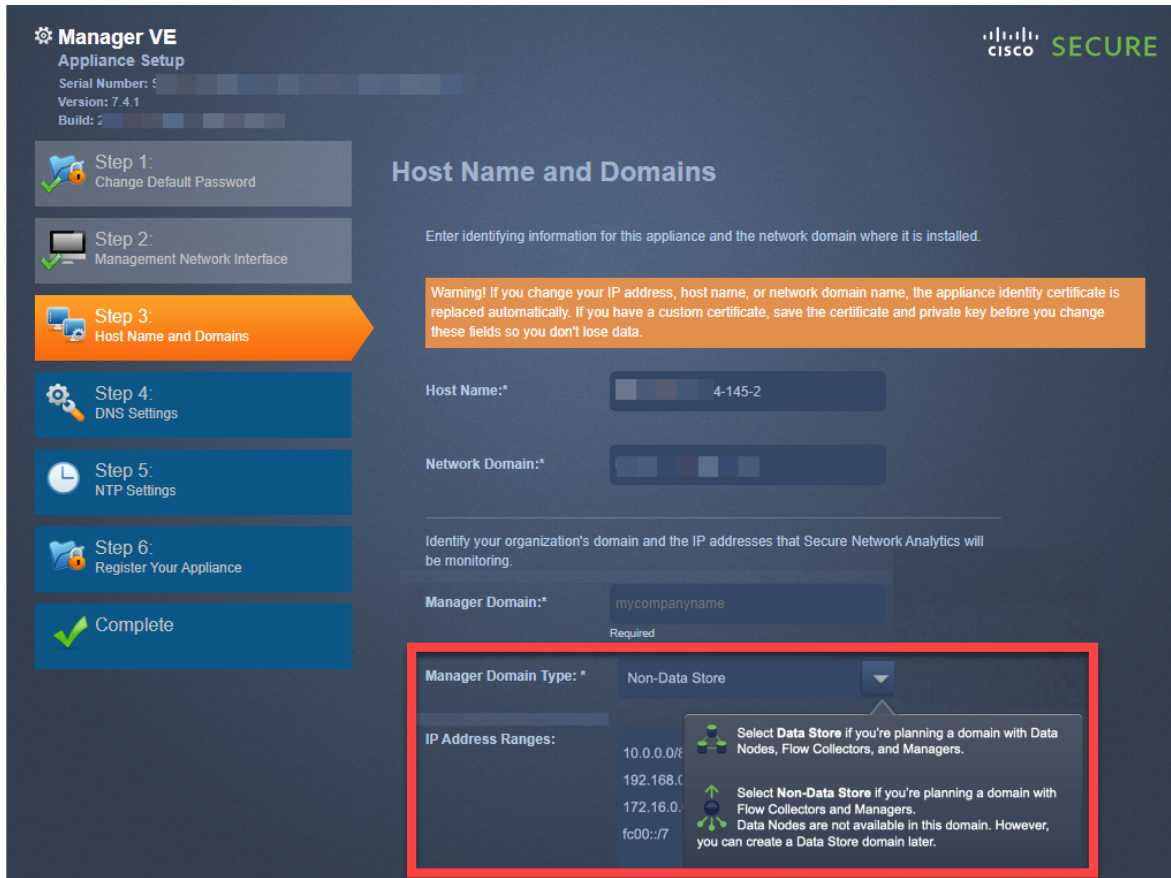 Manager VE
Appliance Setup
Serial Number:
Version: 7.4.1
Build:
cisco SECURE
Step 1:
Change Default Password
Step 2:
Management Network Interface
Step 3:
Host Name and Domains
Step 4:
DNS Settings
Step 5:
NTP Settings
Step 6:
Register Your Appliance
Complete
Host Name and Domains
Enter identifying information for this appliance and the network domain where it is installed.
Warning! If you change your IP address, host name, or network domain name, the appliance identity certificate is
replaced automatically. If you have a custom certificate, save the certificate and private key before you change
these fields so you don't lose data.
Host Name:* 4-145-2
Network Domain:*
Identify your organization's domain and the IP addresses that Secure Network Analytics will
be monitoring.
Manager Domain:* mycompanyname
Required
Manager Domain Type: * Non-Data Store
IP Address Ranges:
10.0.0.0/8
192.168.0
172.16.0.
fc00::/7
Select Data Store if you're planning a domain with Data
Nodes, Flow Collectors, and Managers.
Select Non-Data Store if you're planning a domain with
Flow Collectors and Managers.
Data Nodes are not available in this domain. However,
you can create a Data Store domain later.